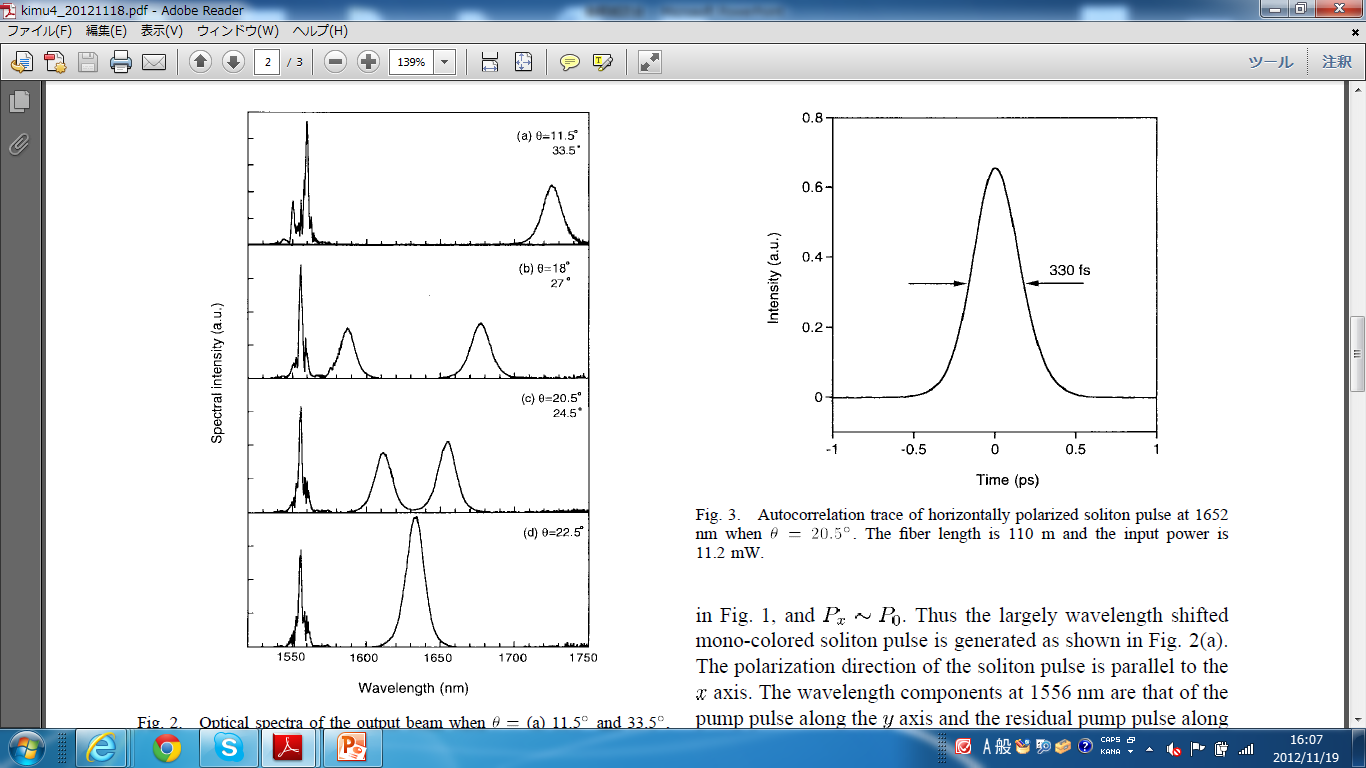 kimu4_20121118.pdf - Adobe Reader
ファイル(F) 編集(E) 表示(V) ウィンドウ(W) ヘルプ(H)
2 / 3 139% ツール 注釈
(a) θ=11.5°
33.5°
(b) θ=18°
27°
(c) θ=20.5°
24.5°
(d) θ=22.5°
Spectral intensity (a.u.)
1550 1600 1650 1700 1750
Wavelength (nm)
Fig. 2. Optical spectra of the output beam when θ = (a) 11.5° and 33.5°,
0.8
0.6
0.4
0.2
0
Intensity (a.u.)
330 fs
-1 -0.5 0 0.5 1
Time (ps)
Fig. 3. Autocorrelation trace of horizontally polarized soliton pulse at 1652
nm when θ = 20.5°. The fiber length is 110 m and the input power is
11.2 mW.
in Fig. 1, and Px ∼ P0. Thus the largely wavelength shifted
mono-colored soliton pulse is generated as shown in Fig. 2(a).
The polarization direction of the soliton pulse is parallel to the
x axis. The wavelength components at 1556 nm are that of the
pump pulse along the y axis and the residual pump pulse along
A 般 CAPS KANA
16:07
2012/11/19